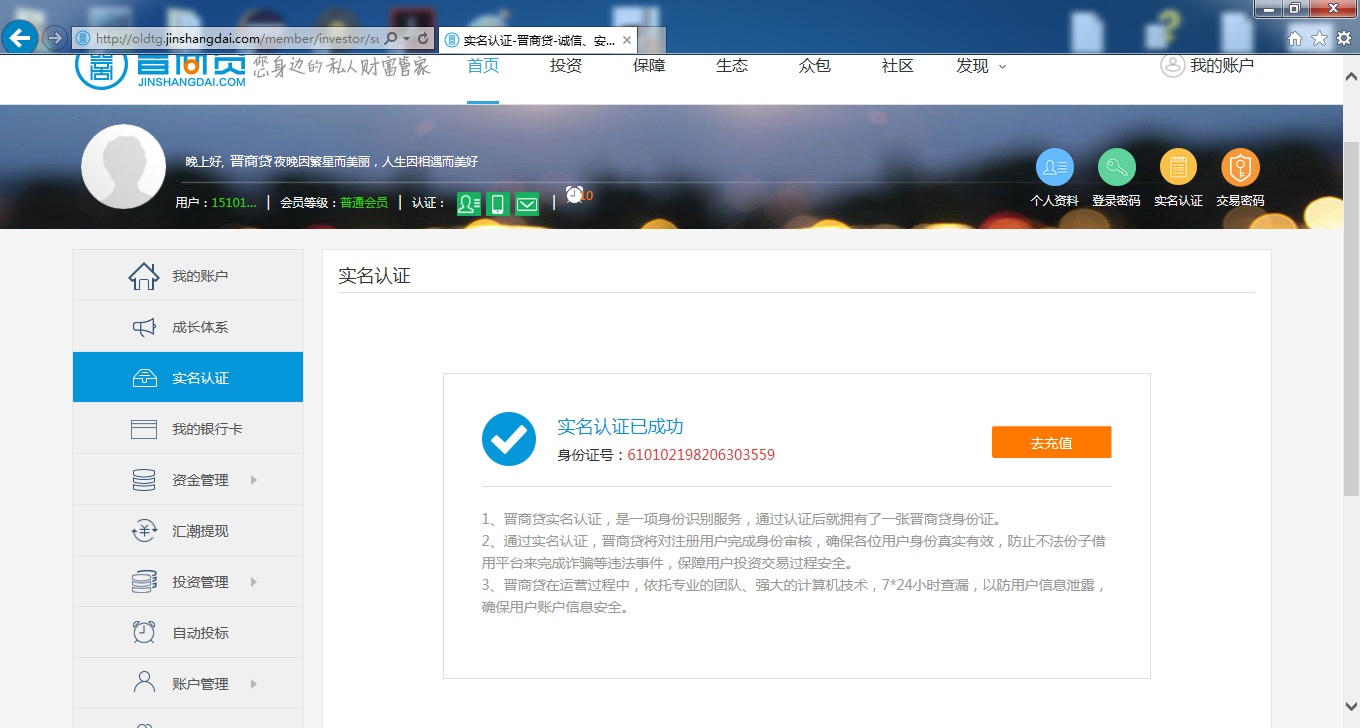 http://oldtg.jinshangdai.com/member/investor/su
实名认证-晋商贷-诚信、安...
晋商贷 您身边的私人财富管家
JINSHANGDAI.COM
首页 投资 保障 生态 众包 社区 发现 我的账户
晚上好, 晋商贷夜晚因繁星而美丽，人生因相遇而美好
用户：15101... | 会员等级：普通会员 | 认证： | 10
个人资料 登录密码 实名认证 交易密码
我的账户
成长体系
实名认证
我的银行卡
资金管理
汇潮提现
投资管理
自动投标
账户管理
实名认证
实名认证已成功
身份证号：610102198206303559
去充值
1、晋商贷实名认证，是一项身份识别服务，通过认证后就拥有了一张晋商贷身份证。
2、通过实名认证，晋商贷将对注册用户完成身份审核，确保各位用户身份真实有效，防止不法份子借
用平台来完成诈骗等违法事件，保障用户投资交易过程安全。
3、晋商贷在运营过程中，依托专业的团队、强大的计算机技术，7*24小时查漏，以防用户信息泄露，
确保用户账户信息安全。